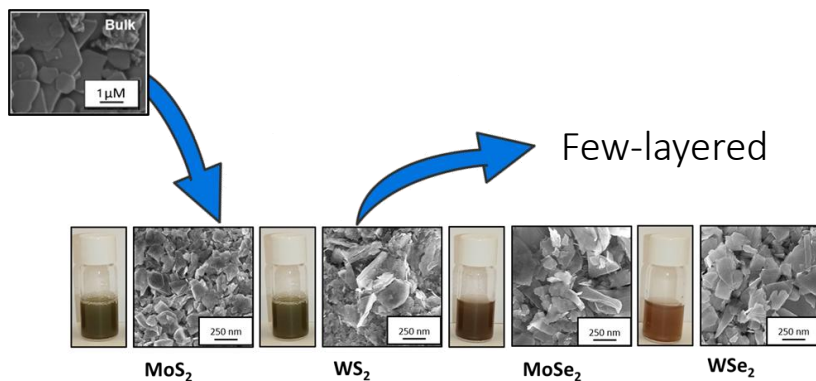 Bulk
1µM
Few-layered
250 nm
250 nm
250 nm
250 nm
MoS₂
WS₂
MoSe₂
WSe₂